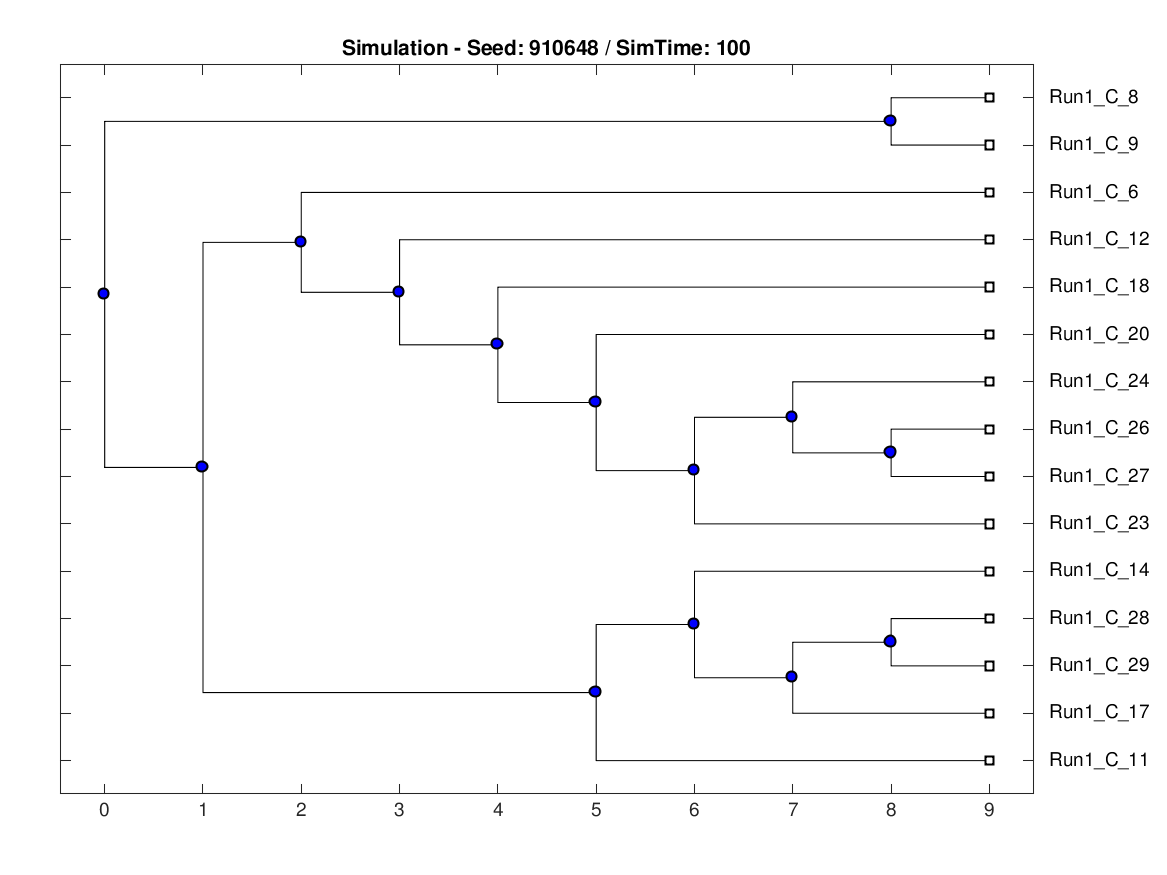 Simulation - Seed: 910648 / SimTime: 100
Run1_C_8
Run1_C_9
Run1_C_6
Run1_C_12
Run1_C_18
Run1_C_20
Run1_C_24
Run1_C_26
Run1_C_27
Run1_C_23
Run1_C_14
Run1_C_28
Run1_C_29
Run1_C_17
Run1_C_11
0 1 2 3 4 5 6 7 8 9